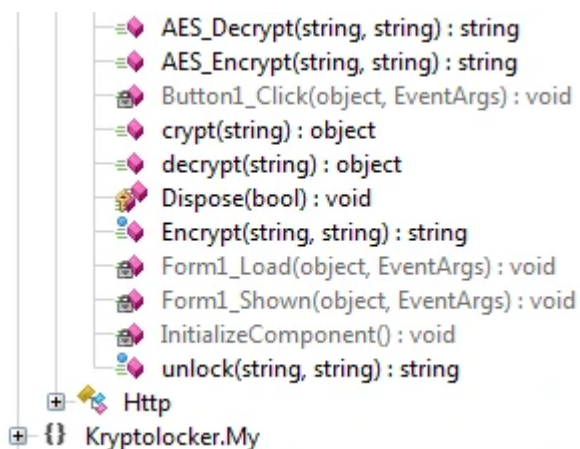 AES_Decrypt(string, string) : string
AES_Encrypt(string, string) : string
Button1_Click(object, EventArgs) : void
crypt(string) : object
decrypt(string) : object
Dispose(bool) : void
Encrypt(string, string) : string
Form1_Load(object, EventArgs) : void
Form1_Shown(object, EventArgs) : void
InitializeComponent() : void
unlock(string, string) : string
Http
{} Kryptolocker.My